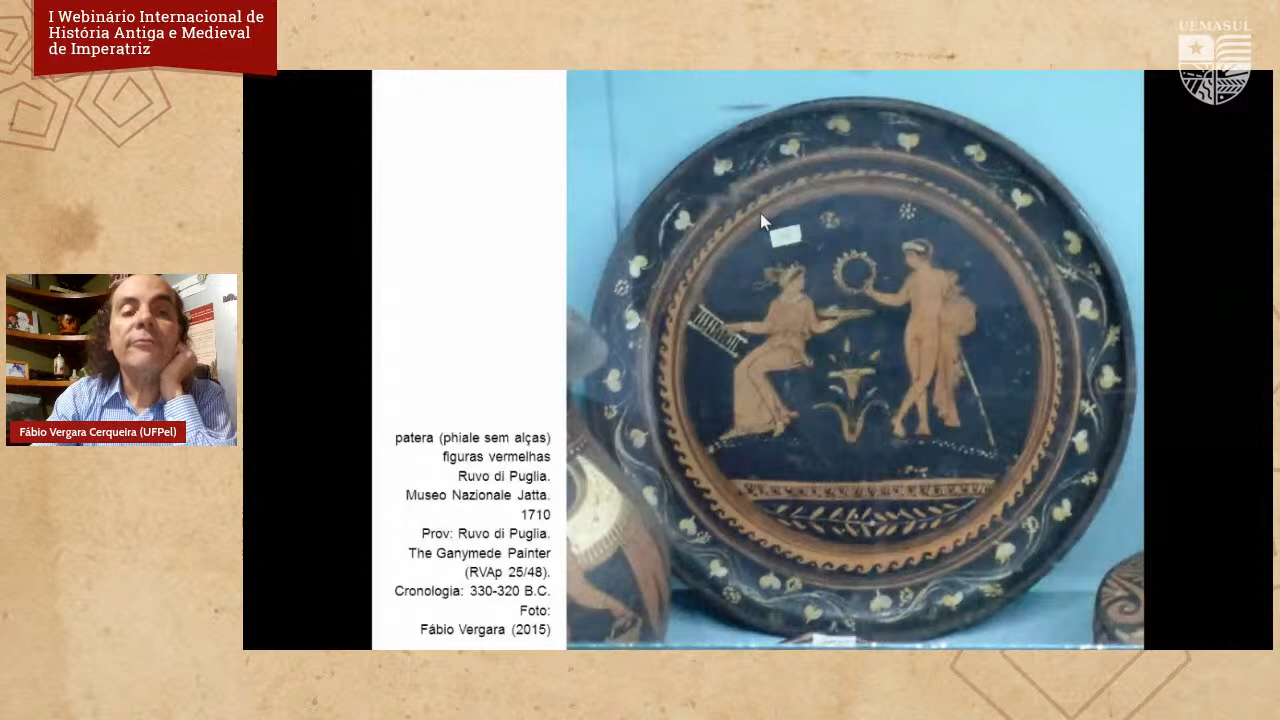 I Webinário Internacional de
História Antiga e Medieval
de Imperatriz
UEMASUL
patera (phiale sem alças)
figuras vermelhas
Ruvo di Puglia.
Museo Nazionale Jatta.
1710
Prov: Ruvo di Puglia.
The Ganymede Painter
(RVAp 25/48).
Cronologia: 330-320 B.C.
Foto:
Fábio Vergara (2015)
Fábio Vergara Cerqueira (UFPel)